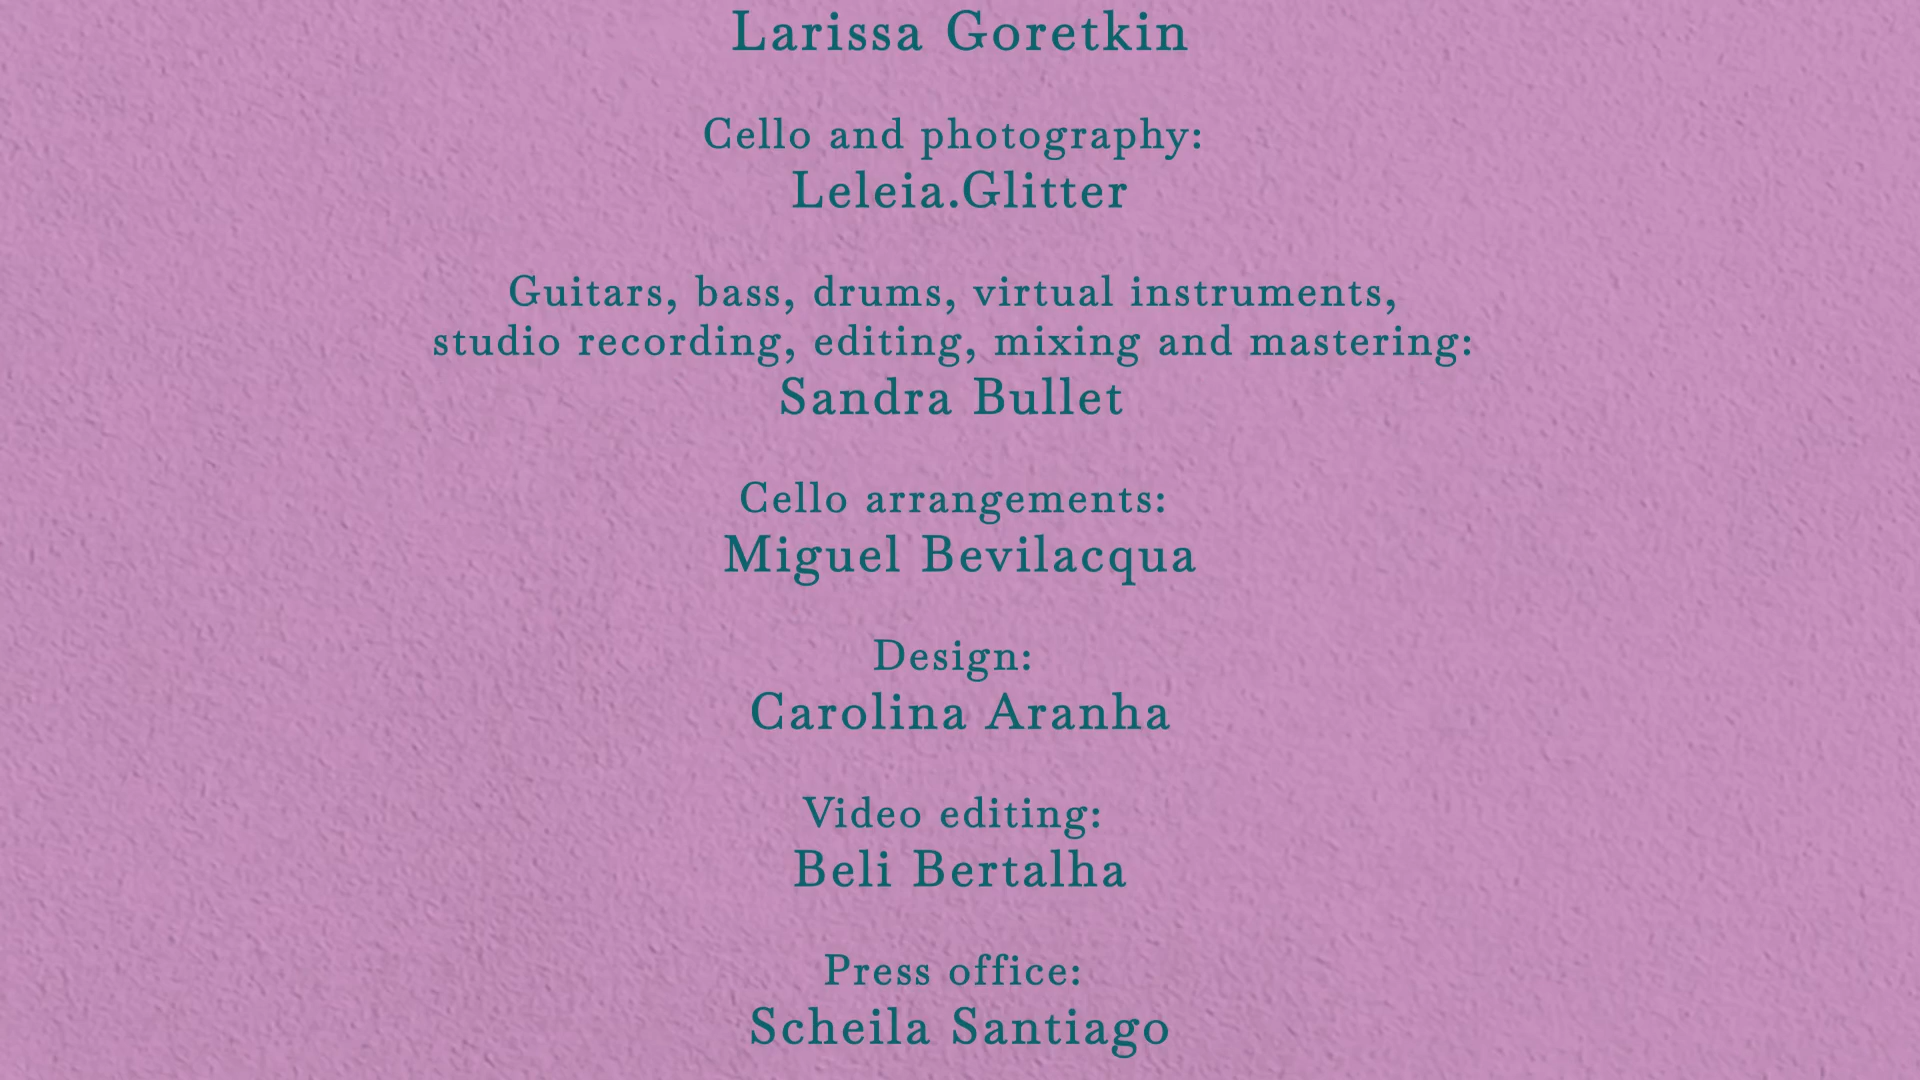 Larissa Goretkin
Cello and photography:
Leleia.Glitter
Guitars, bass, drums, virtual instruments,
studio recording, editing, mixing and mastering:
Sandra Bullet
Cello arrangements:
Miguel Bevilacqua
Design:
Carolina Aranha
Video editing:
Beli Bertalha
Press office:
Scheila Santiago